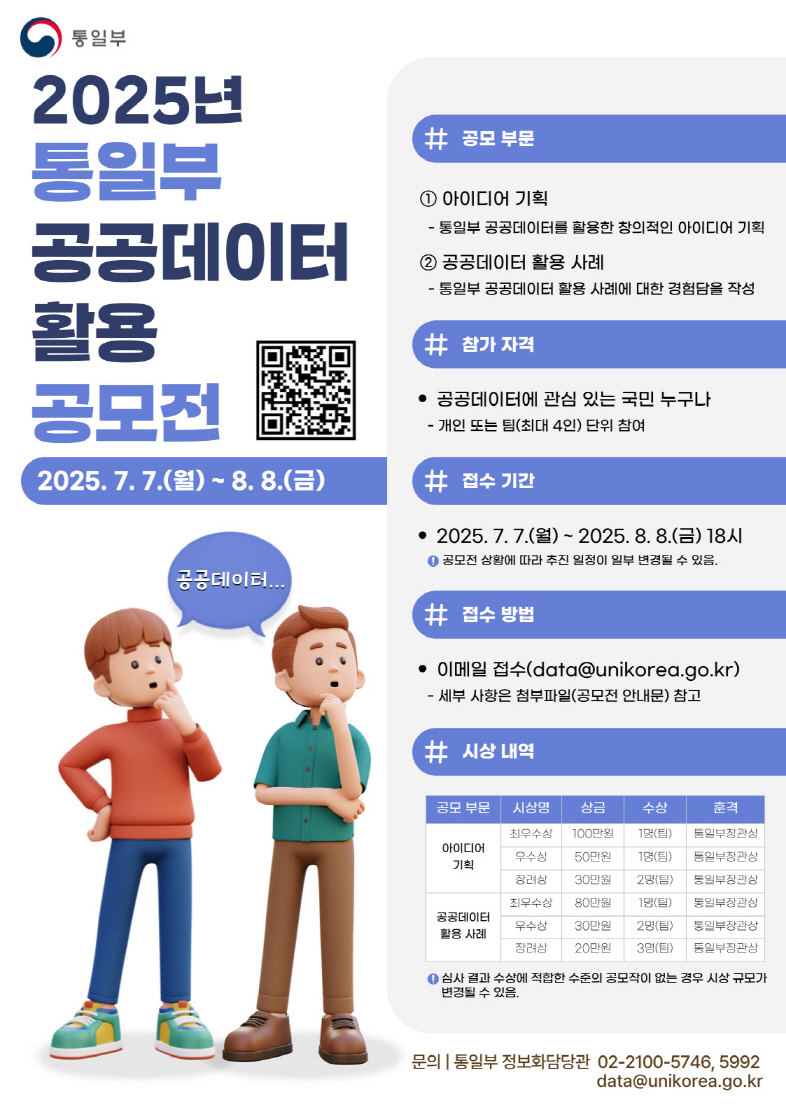 통일부
2025년
통일부
공공데이터
활용
공모전
2025. 7. 7.(월) ~ 8. 8.(금)
공공데이터...
# 공모 부문
① 아이디어 기획
- 통일부 공공데이터를 활용한 창의적인 아이디어 기획
② 공공데이터 활용 사례
- 통일부 공공데이터 활용 사례에 대한 경험담을 작성
# 참가 자격
• 공공데이터에 관심 있는 국민 누구나
- 개인 또는 팀(최대 4인) 단위 참여
# 접수 기간
• 2025. 7. 7.(월) ~ 2025. 8. 8.(금) 18시
! 공모전 상황에 따라 추진 일정이 일부 변경될 수 있음.
# 접수 방법
• 이메일 접수(data@unikorea.go.kr)
- 세부 사항은 첨부파일(공모전 안내문) 참고
# 시상 내역
공모 부문 시상명 상금 수상 훈격
아이디어 기획 최우수상 100만원 1명(팀) 통일부장관상
우수상 50만원 1명(팀) 통일부장관상
장려상 30만원 2명(팀) 통일부장관상
공공데이터 활용 사례 최우수상 80만원 1명(팀) 통일부장관상
우수상 30만원 2명(팀) 통일부장관상
장려상 20만원 3명(팀) 통일부장관상
! 심사 결과 수상에 적합한 수준의 공모작이 없는 경우 시상 규모가
변경될 수 있음.
문의 | 통일부 정보화담당관 02-2100-5746, 5992
data@unikorea.go.kr